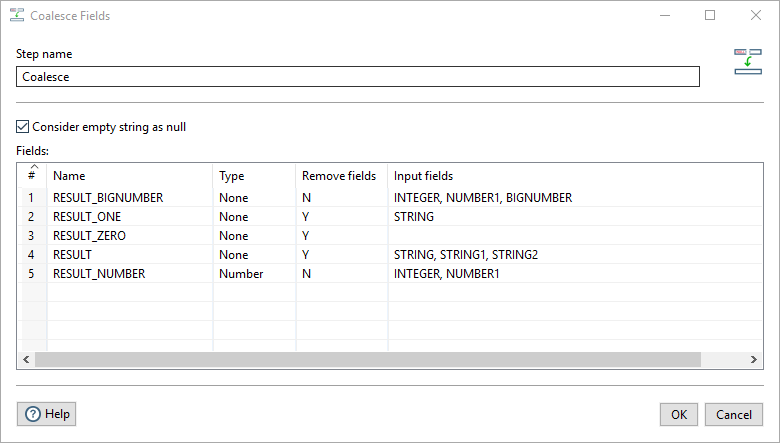 Coalesce Fields
Step name
Coalesce
Consider empty string as null
Fields:
# Name Type Remove fields Input fields
1 RESULT_BIGNUMBER None N INTEGER, NUMBER1, BIGNUMBER
2 RESULT_ONE None Y STRING
3 RESULT_ZERO None Y
4 RESULT None Y STRING, STRING1, STRING2
5 RESULT_NUMBER Number N INTEGER, NUMBER1
? Help OK Cancel